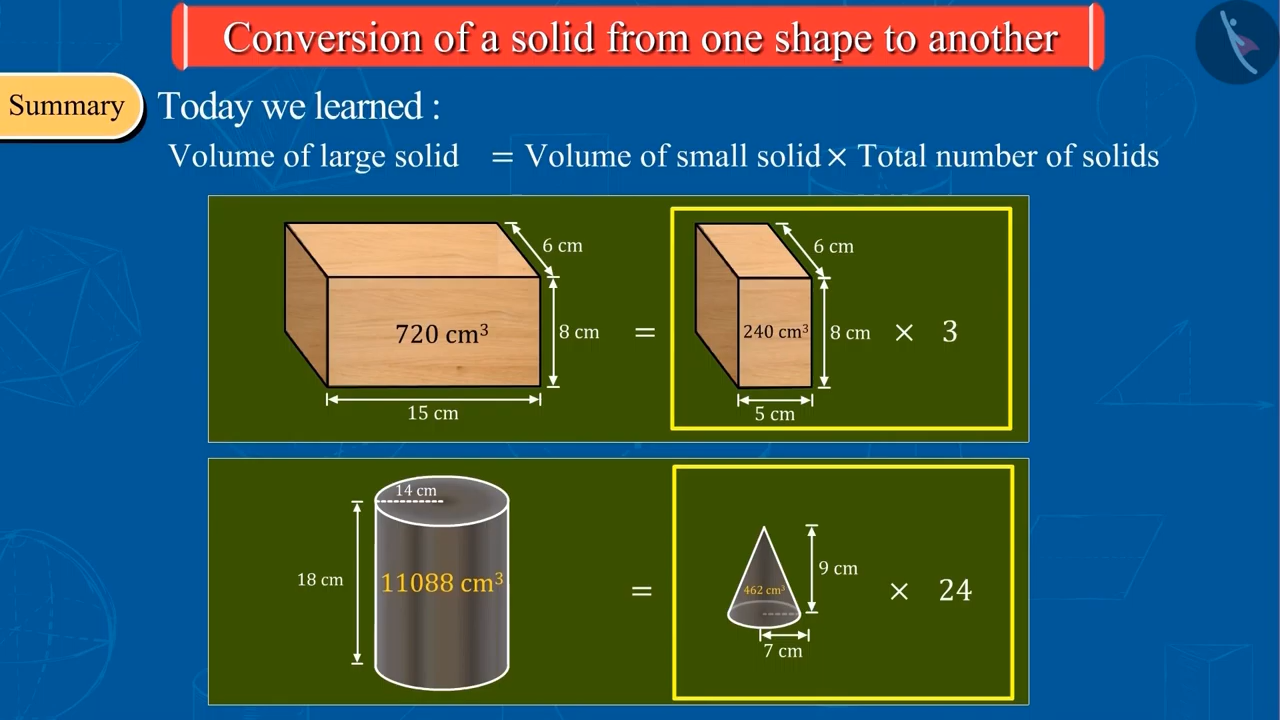 Conversion of a solid from one shape to another
Summary
Today we learned :
Volume of large solid = Volume of small solid × Total number of solids
6 cm
720 cm³
8 cm
15 cm
=
6 cm
240 cm³
8 cm
5 cm
× 3
14 cm
18 cm
11088 cm³
=
462 cm³
9 cm
7 cm
× 24